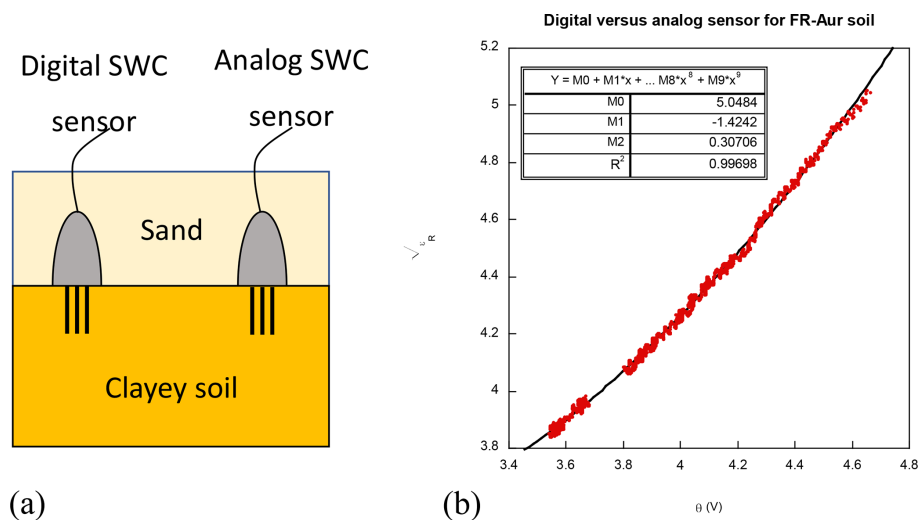 Digital SWC
sensor
Analog SWC
sensor
Sand
Clayey soil
(a)
Digital versus analog sensor for FR-Aur soil
Y = M0 + M1*x + ... M8*x^8 + M9*x^9
M0 5.0484
M1 -1.4242
M2 0.30706
R^2 0.99698
5.2
5
4.8
4.6
4.4
4.2
4
3.8
√ε R
3.4 3.6 3.8 4 4.2 4.4 4.6 4.8
θ (V)
(b)